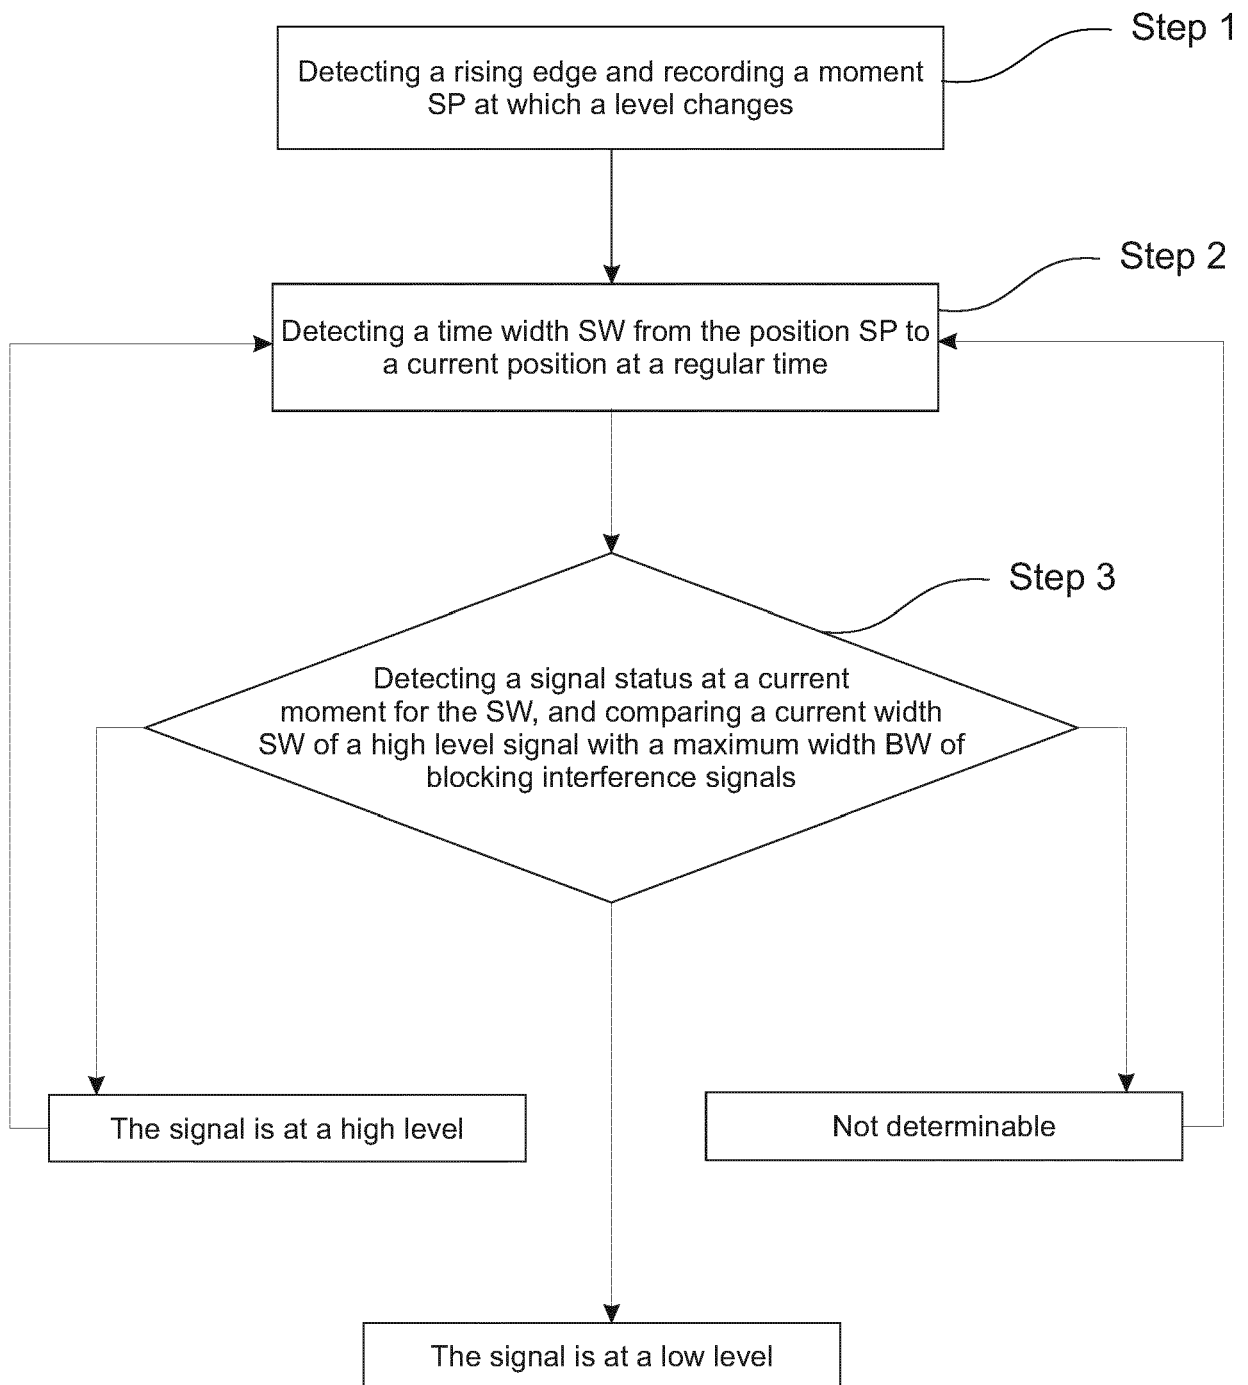 Step 1
Detecting a rising edge and recording a moment
SP at which a level changes
Step 2
Detecting a time width SW from the position SP to
a current position at a regular time
Step 3
Detecting a signal status at a current
moment for the SW, and comparing a current width
SW of a high level signal with a maximum width BW of
blocking interference signals
The signal is at a high level
Not determinable
The signal is at a low level